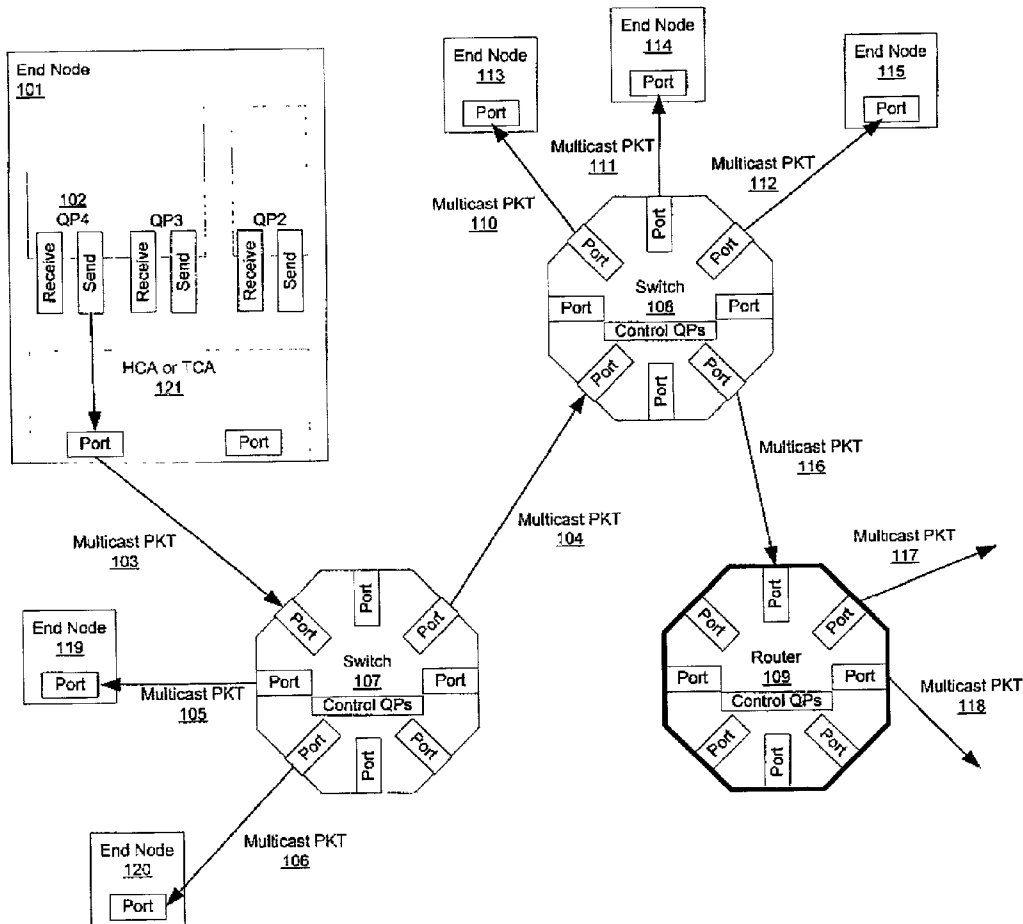 End Node
101
102
QP4
QP3
QP2
Receive
Send
Receive
Send
Receive
Send
HCA or TCA
121
Port
Port
End Node
113
Port
End Node
114
Port
End Node
115
Port
Multicast PKT
110
Multicast PKT
111
Multicast PKT
112
Port
Port
Port
Port
Switch
108
Port
Control QPs
Port
Port
Port
Multicast PKT
103
Multicast PKT
104
Multicast PKT
116
Multicast PKT
117
Multicast PKT
118
End Node
119
Port
Multicast PKT
105
Port
Port
Port
Switch
107
Port
Port
Control QPs
Port
Port
Port
Port
Port
Port
Router
109
Port
Port
Control QPs
Port
Port
Port
Multicast PKT
106
End Node
120
Port